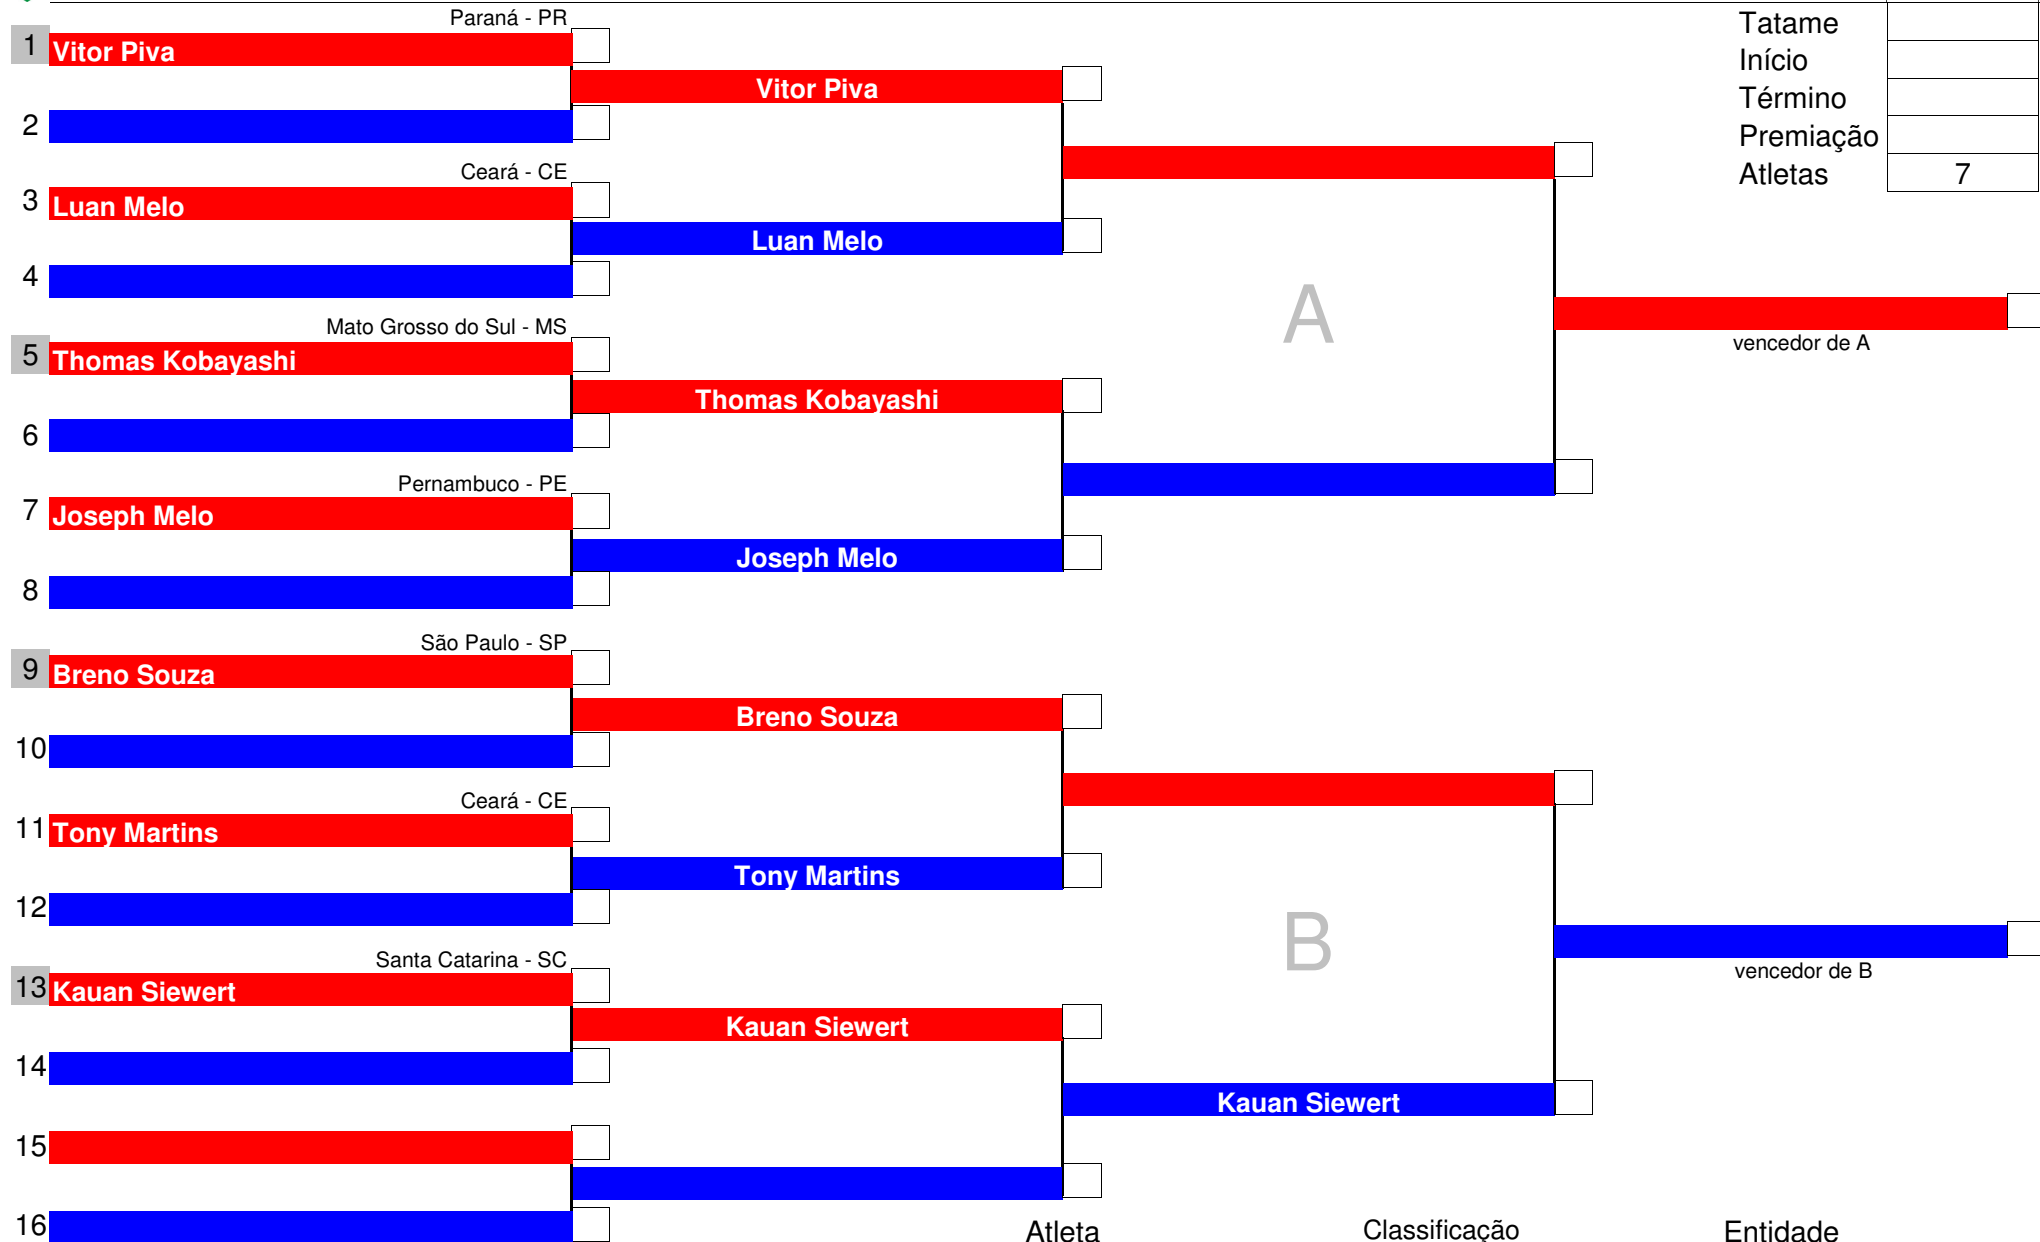 Paraná - PR
1 Vitor Piva
Vitor Piva
2
Ceará - CE
3 Luan Melo
Luan Melo
4
Mato Grosso do Sul - MS
5 Thomas Kobayashi
Thomas Kobayashi
6
Pernambuco - PE
7 Joseph Melo
Joseph Melo
8
São Paulo - SP
9 Breno Souza
Breno Souza
10
Ceará - CE
11 Tony Martins
Tony Martins
12
Santa Catarina - SC
13 Kauan Siewert
Kauan Siewert
14
Kauan Siewert
15
16
A
B
vencedor de A
vencedor de B
Tatame
Início
Término
Premiação
Atletas 7
Atleta Classificação Entidade